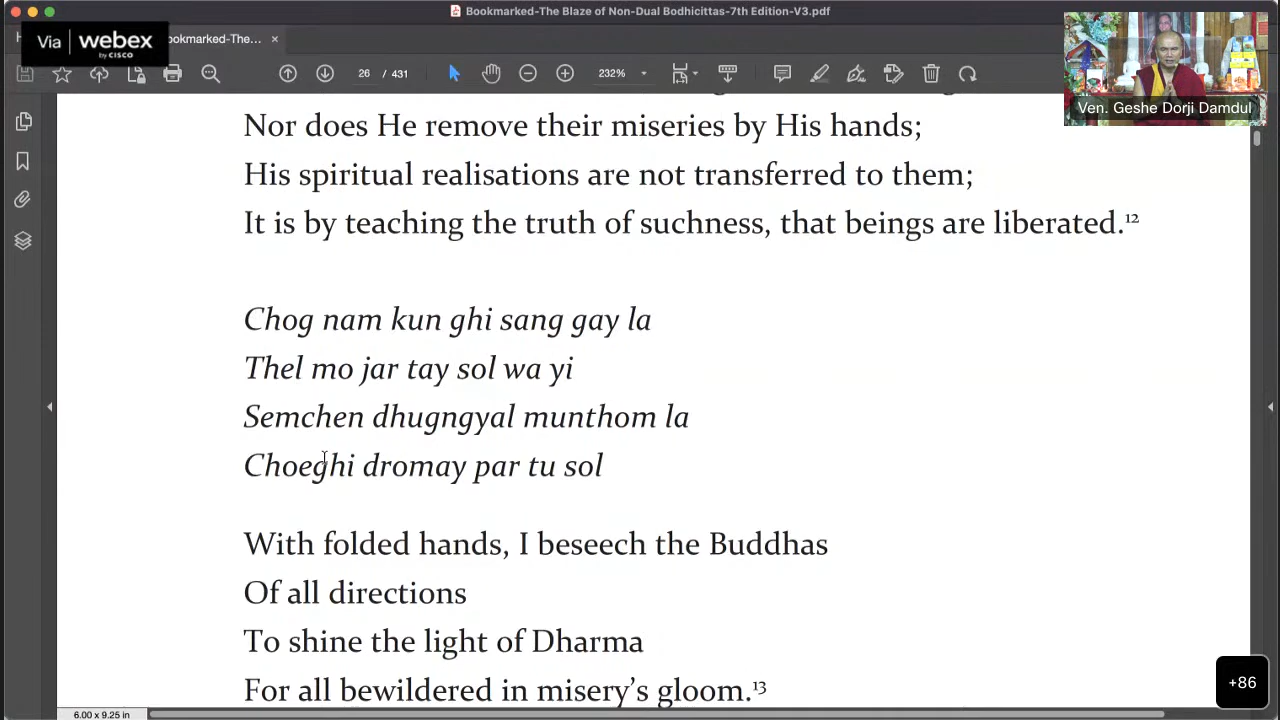 Bookmarked-The Blaze of Non-Dual Bodhicittas-7th Edition-V3.pdf
Via webex
by CISCO
ookmarked-The... ×
26 / 431
232%
Ven. Geshe Dorji Damdul
Nor does He remove their miseries by His hands;
His spiritual realisations are not transferred to them;
It is by teaching the truth of suchness, that beings are liberated.¹²
Chog nam kun ghi sang gay la
Thel mo jar tay sol wa yi
Semchen dhugngyal munthom la
Choeghi dromay par tu sol
With folded hands, I beseech the Buddhas
Of all directions
To shine the light of Dharma
For all bewildered in misery’s gloom.¹³
+86
6.00 x 9.25 in